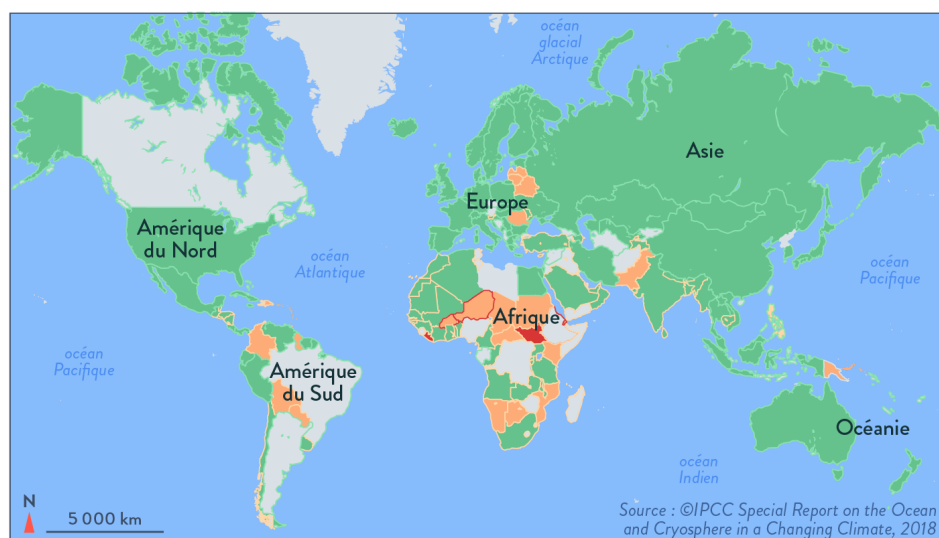 océan
glacial
Arctique
Asie
Europe
Amérique
du Nord
océan
Atlantique
océan
Pacifique
Afrique
océan
Pacifique
Amérique
du Sud
Océanie
océan
Indien
N
5 000 km
Source : ©IPCC Special Report on the Ocean
and Cryosphere in a Changing Climate, 2018